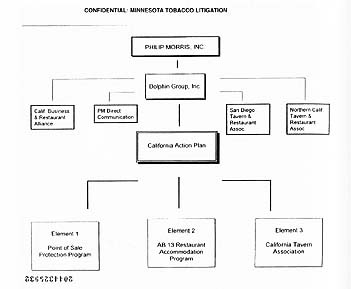 CONFIDENTIAL: MINNESOTA TOBACCO LITIGATION
PHILIP MORRIS, INC.
Dolphin Group, Inc.
Calif. Business
& Restaurant
Alliance
PM Direct
Communication
San Diego
Tavern &
Restaurant
Assoc
Northern Calif.
Tavern &
Restaurant
Assoc
California Action Plan
Element 1
Point of Sale
Protection Program
Element 2
AB 13 Restaurant
Accommodation
Program
Element 3
California Tavern
Association